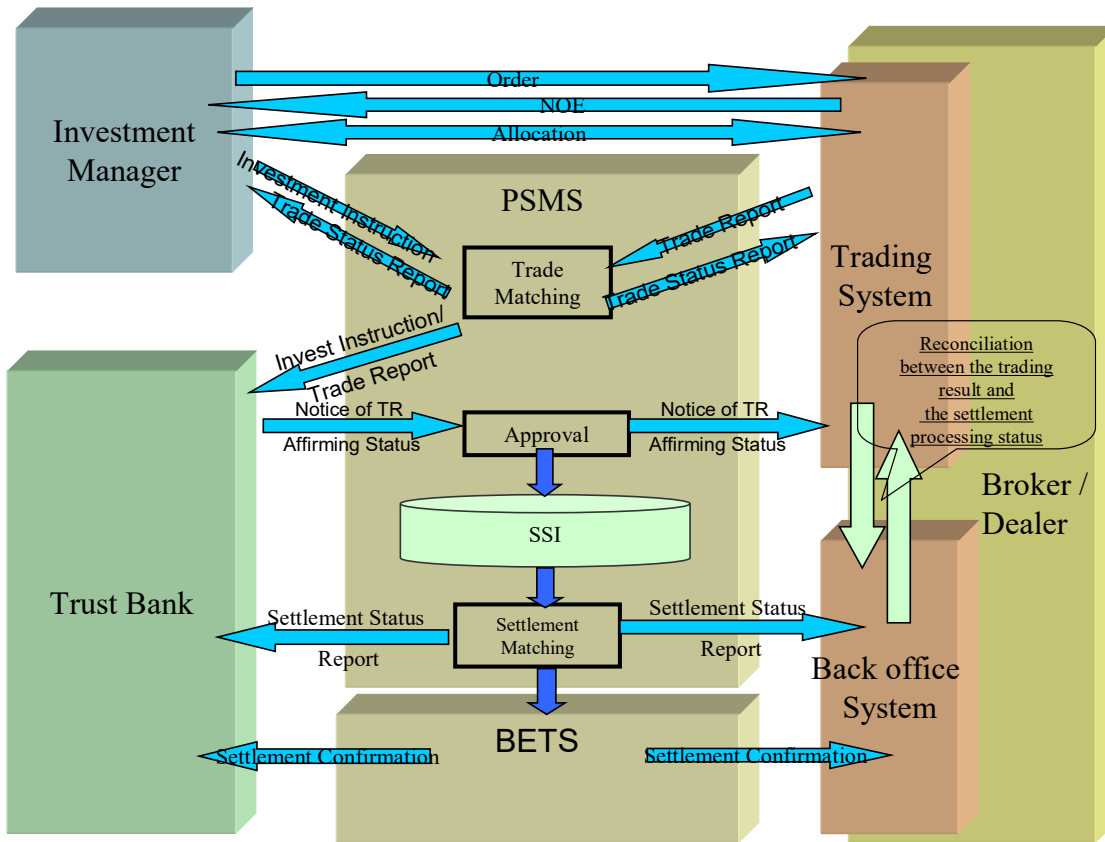 Order
NOE
Allocation
Investment
Manager
Investment Instruction
Trade Status Report
PSMS
Trade Report
Trade Status Report
Trade
Matching
Trading
System
Invest Instruction/
Trade Report
Reconciliation
between the trading
result and
the settlement
processing status
Notice of TR
Affirming Status
Approval
Notice of TR
Affirming Status
Broker /
Dealer
SSI
Trust Bank
Settlement Status
Report
Settlement
Matching
Settlement Status
Report
Back office
System
BETS
Settlement Confirmation
Settlement Confirmation